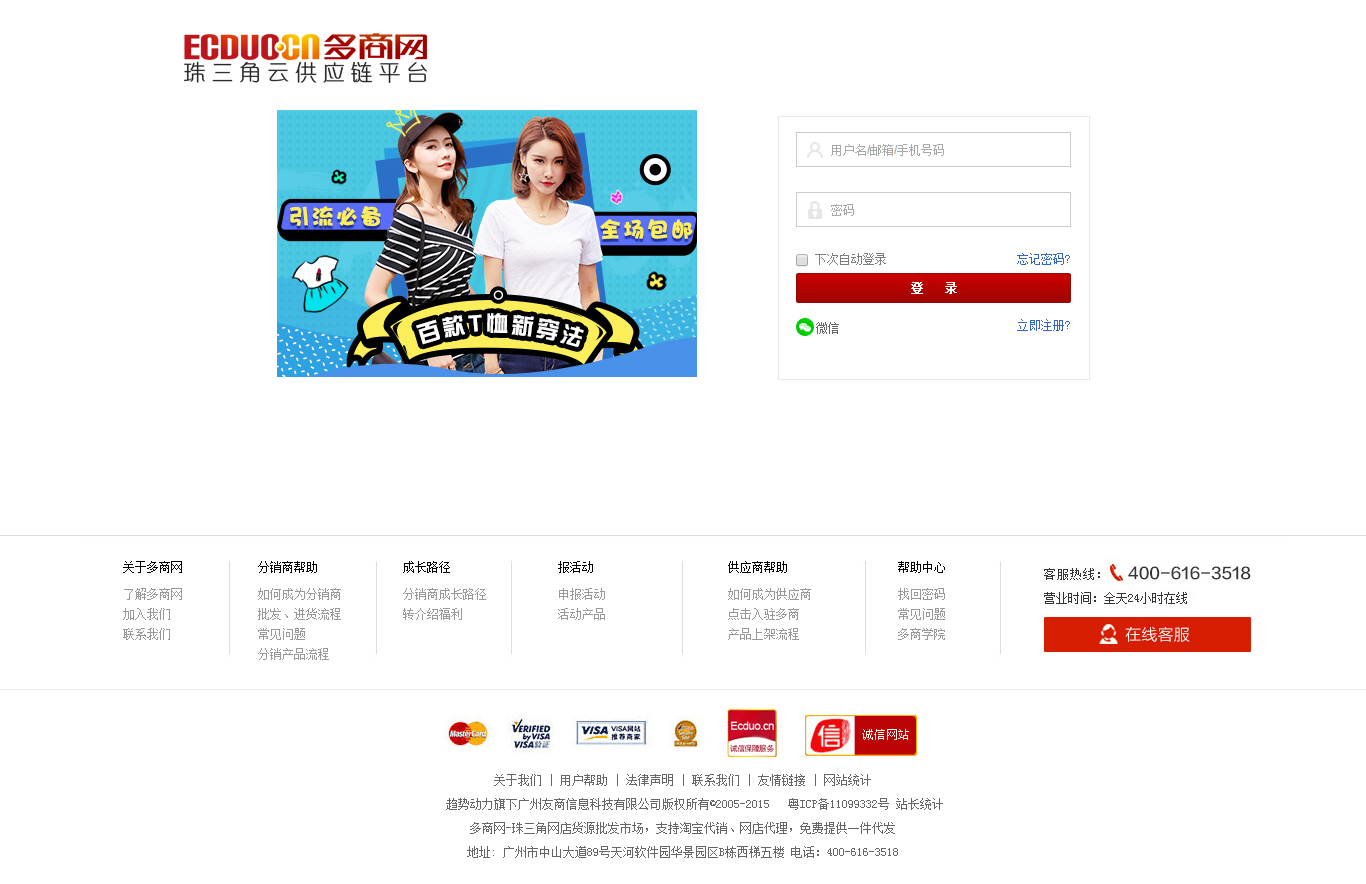 ECDUO.CN多商网
珠三角云供应链平台
引流必备
全场包邮
百款T恤新穿法
用户名/邮箱/手机号码
密码
下次自动登录
忘记密码?
登 录
微信
立即注册?
关于多商网
了解多商网
加入我们
联系我们
分销商帮助
如何成为分销商
批发、进货流程
常见问题
分销产品流程
成长路径
分销商成长路径
转介绍福利
报活动
申报活动
活动产品
供应商帮助
如何成为供应商
点击入驻多商
产品上架流程
帮助中心
找回密码
常见问题
多商学院
客服热线：400-616-3518
营业时间：全天24小时在线
在线客服
MasterCard
VERIFIED
by VISA
VISA验证
VISA VISA网站
推荐商家
Ecduo.cn
诚信保障服务
信 诚信网站
关于我们 | 用户帮助 | 法律声明 | 联系我们 | 友情链接 | 网站统计
趋势动力旗下广州友商信息科技有限公司版权所有©2005-2015 粤ICP备11099332号 站长统计
多商网-珠三角网店货源批发市场，支持淘宝代销、网店代理，免费提供一件代发
地址: 广州市中山大道89号天河软件园华景园区B栋西梯五楼 电话：400-616-3518